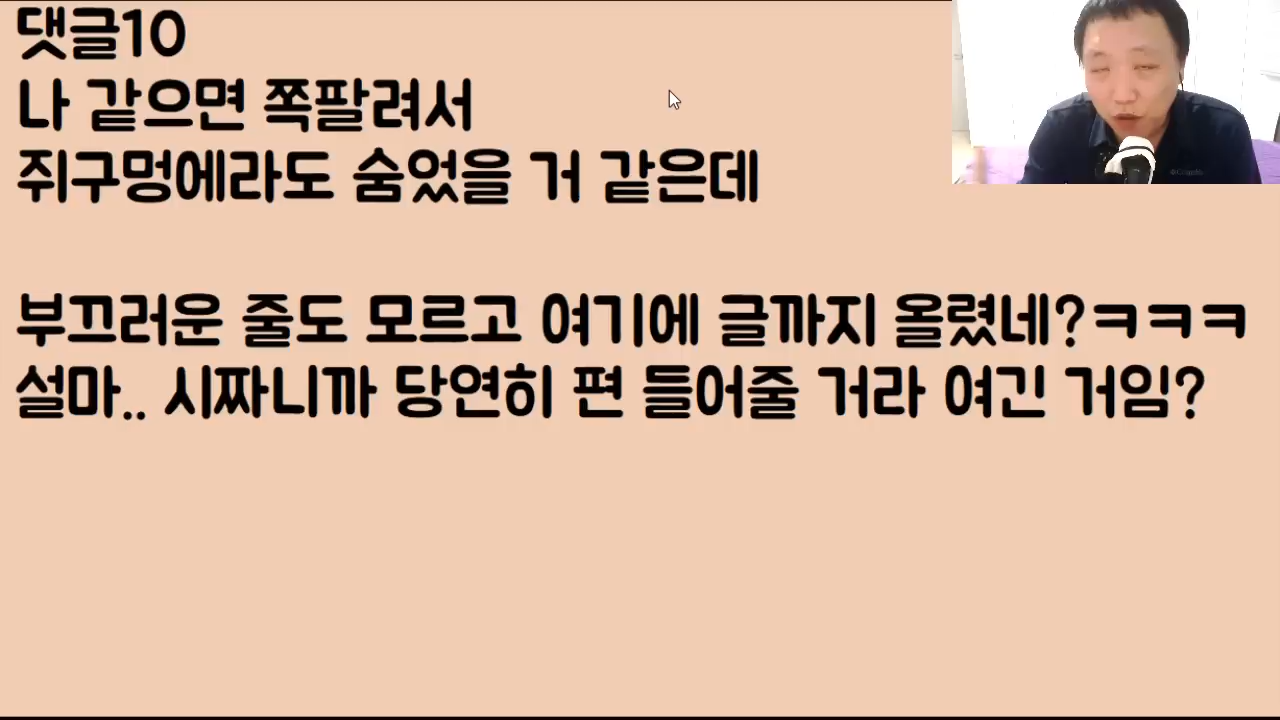 댓글10
나 같으면 쪽팔려서
쥐구멍에라도 숨었을 거 같은데
부끄러운 줄도 모르고 여기에 글까지 올렸네?ㅋㅋㅋ
설마.. 시짜니까 당연히 편 들어줄 거라 여긴 거임?